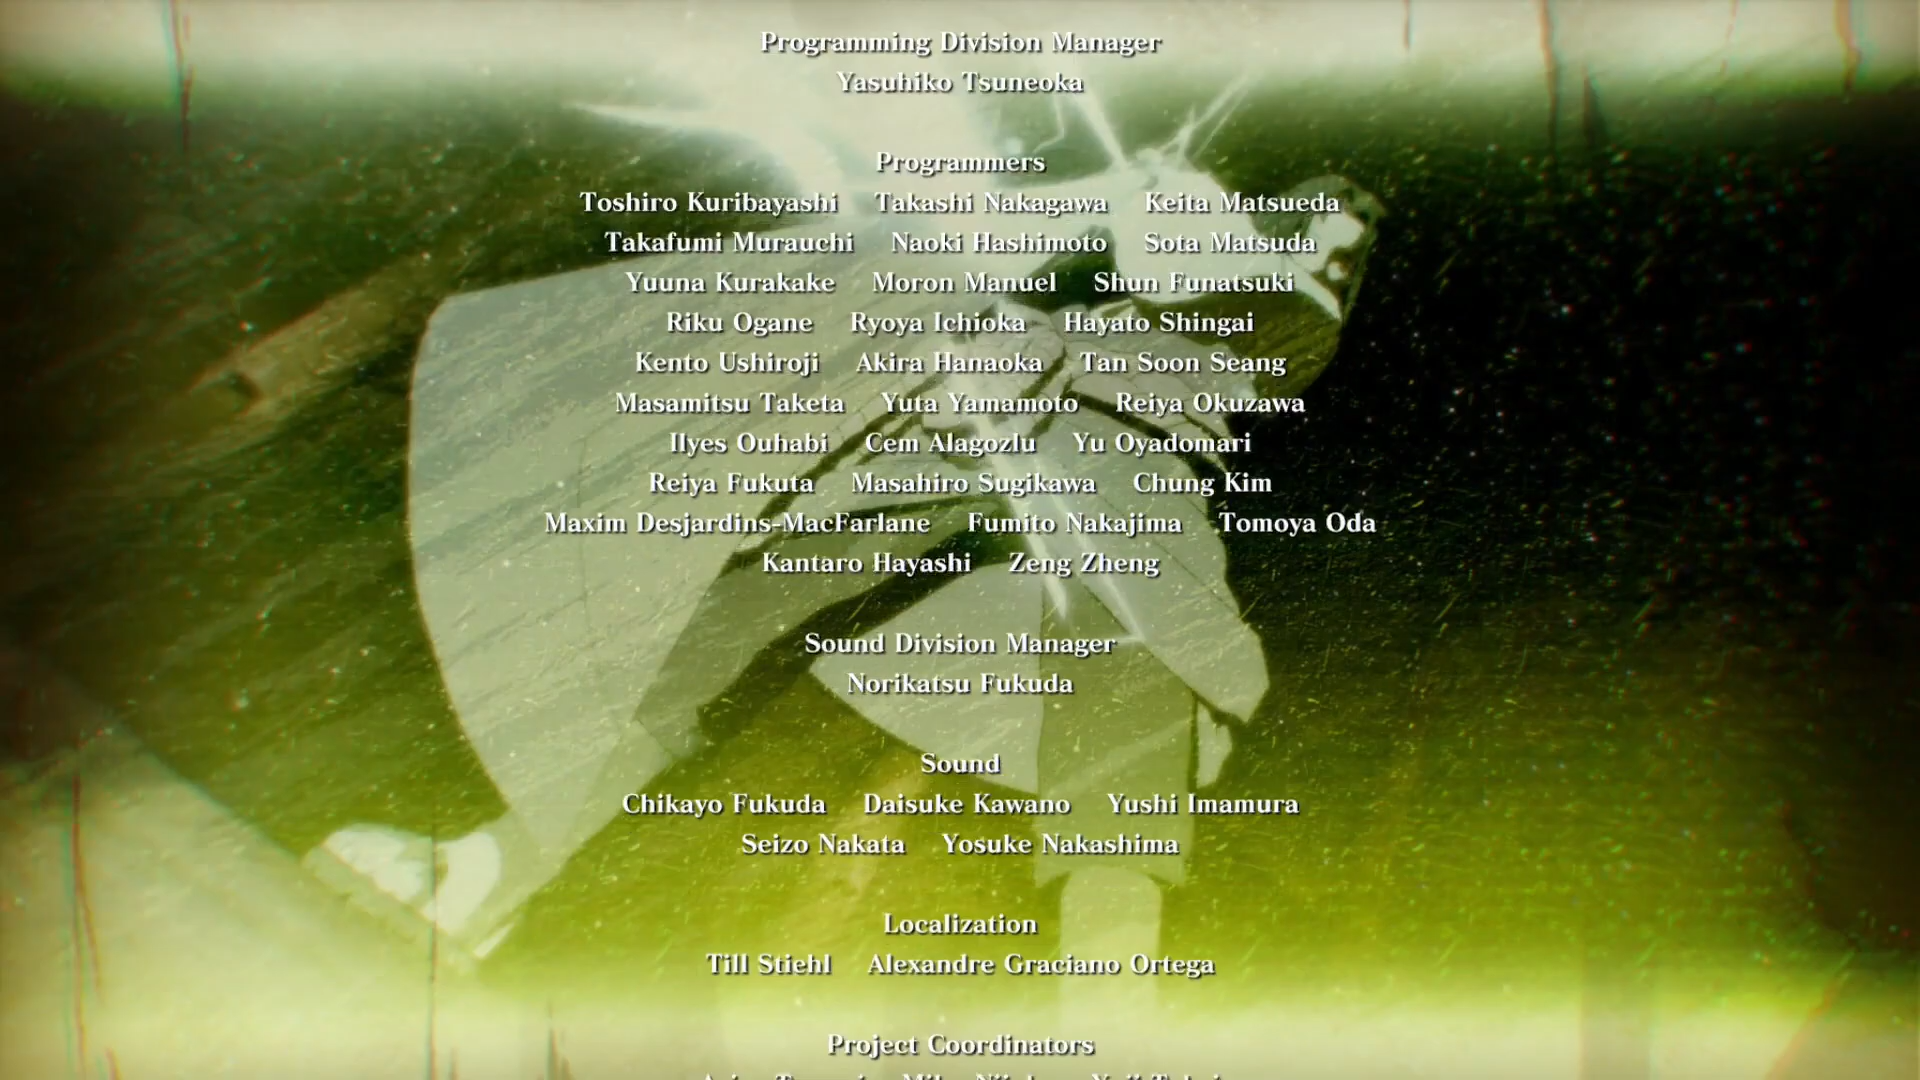 Programming Division Manager
Yasuhiko Tsuneoka
Programmers
Toshiro Kuribayashi Takashi Nakagawa Keita Matsueda
Takafumi Murauchi Naoki Hashimoto Sota Matsuda
Yuuna Kurakake Moron Manuel Shun Funatsuki
Riku Ogane Ryoya Ichioka Hayato Shingai
Kento Ushiroji Akira Hanaoka Tan Soon Seang
Masamitsu Taketa Yuta Yamamoto Reiya Okuzawa
Ilyes Ouhabi Cem Alagozlu Yu Oyadomari
Reiya Fukuta Masahiro Sugikawa Chung Kim
Maxim Desjardins-MacFarlane Fumito Nakajima Tomoya Oda
Kantaro Hayashi Zeng Zheng
Sound Division Manager
Norikatsu Fukuda
Sound
Chikayo Fukuda Daisuke Kawano Yushi Imamura
Seizo Nakata Yosuke Nakashima
Localization
Till Stiehl Alexandre Graciano Ortega
Project Coordinators